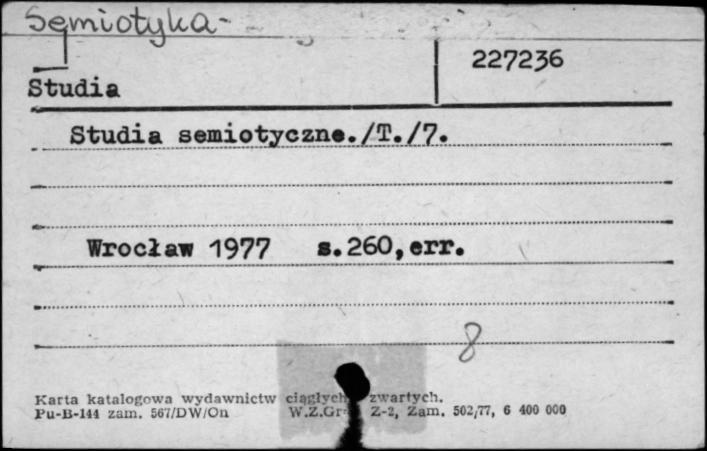 Semiotyka-
227236
Studia
Studia semiotyczne./T./7.
Wrocław 1977 s.260,err.
8
Karta katalogowa wydawnictw ciągłych zwartych.
Pu-B-144 zam. 567/DW/On W.Z.Gr Z-2, Zam. 502/77, 6 400 000